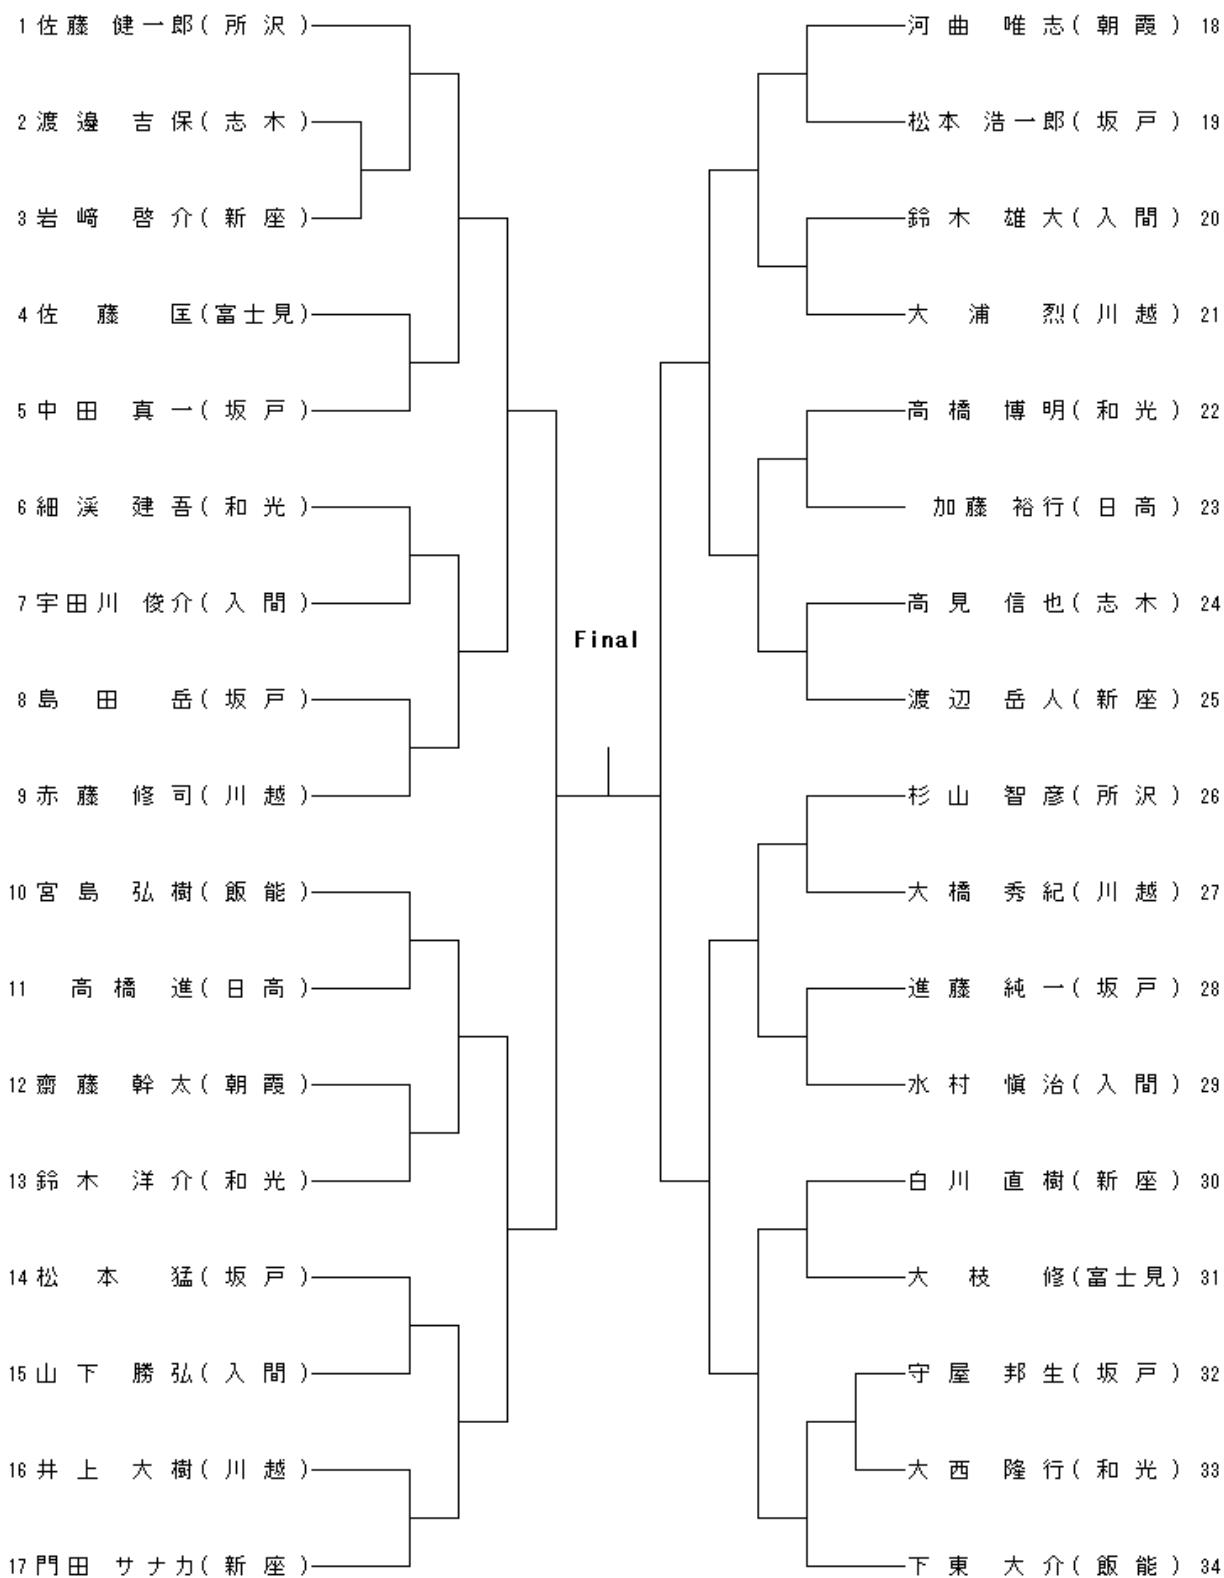 1 佐藤 健一郎(所沢)
2 渡邉 吉保(志木)
3 岩﨑 啓介(新座)
4 佐藤 匡(富士見)
5 中田 真一(坂戸)
6 細渓 建吾(和光)
7 宇田川 俊介(入間)
8 島田 岳(坂戸)
9 赤藤 修司(川越)
10 宮島 弘樹(飯能)
11 高橋 進(日高)
12 齋藤 幹太(朝霞)
13 鈴木 洋介(和光)
14 松本 猛(坂戸)
15 山下 勝弘(入間)
16 井上 大樹(川越)
17 門田 サナカ(新座)
Final
河曲 唯志(朝霞) 18
松本 浩一郎(坂戸) 19
鈴木 雄大(入間) 20
大浦 烈(川越) 21
高橋 博明(和光) 22
加藤 裕行(日高) 23
高見 信也(志木) 24
渡辺 岳人(新座) 25
杉山 智彦(所沢) 26
大橋 秀紀(川越) 27
進藤 純一(坂戸) 28
水村 愼治(入間) 29
白川 直樹(新座) 30
大枝 修(富士見) 31
守屋 邦生(坂戸) 32
大西 隆行(和光) 33
下東 大介(飯能) 34